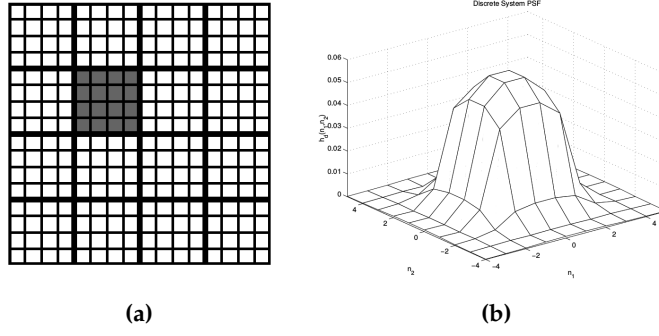 Discrete System PSF
0.06
0.05
0.04
0.03
0.02
0.01
0
h_d(n_1,n_2)
4
2
0
−2
−4
n_2
−4
−2
0
2
4
n_1
(a)
(b)